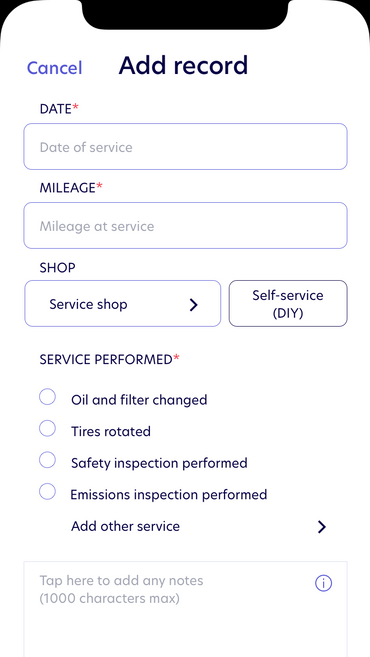 Cancel Add record
DATE*
Date of service
MILEAGE*
Mileage at service
SHOP
Service shop
Self-service
(DIY)
SERVICE PERFORMED*
Oil and filter changed
Tires rotated
Safety inspection performed
Emissions inspection performed
Add other service
Tap here to add any notes
(1000 characters max)